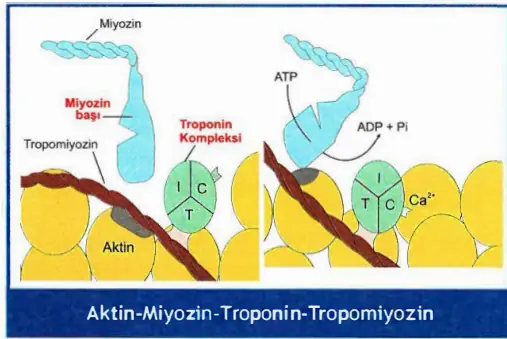 Miyozin
Miyozin
başı
Tropomiyozin
Troponin
Kompleksi
I C
T
Aktin
ATP
ADP + Pi
I
T C
Ca²⁺
Aktin-Miyozin-Troponin-Tropomiyozin